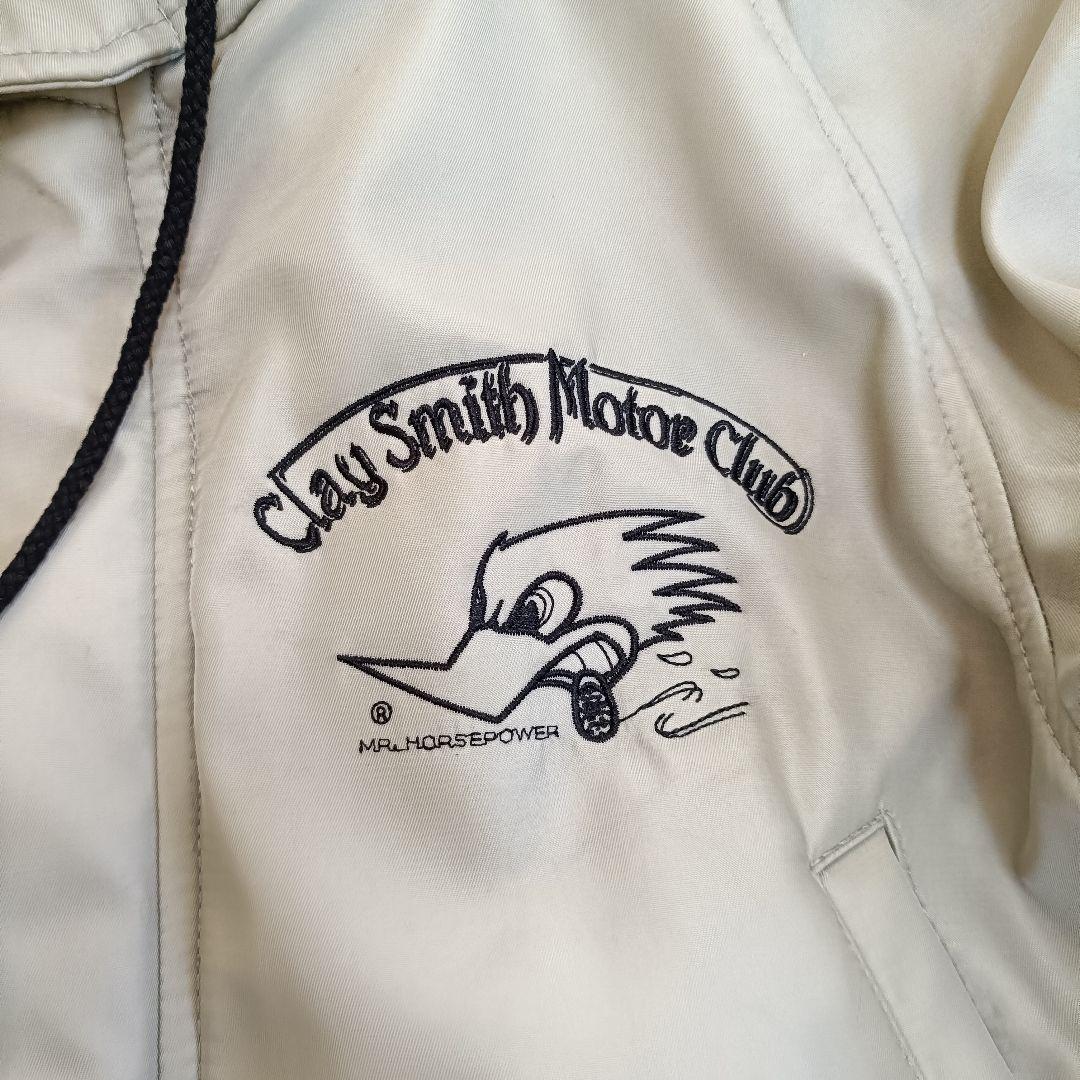 Clay Smith Motor Club
®
MR. HORSEPOWER